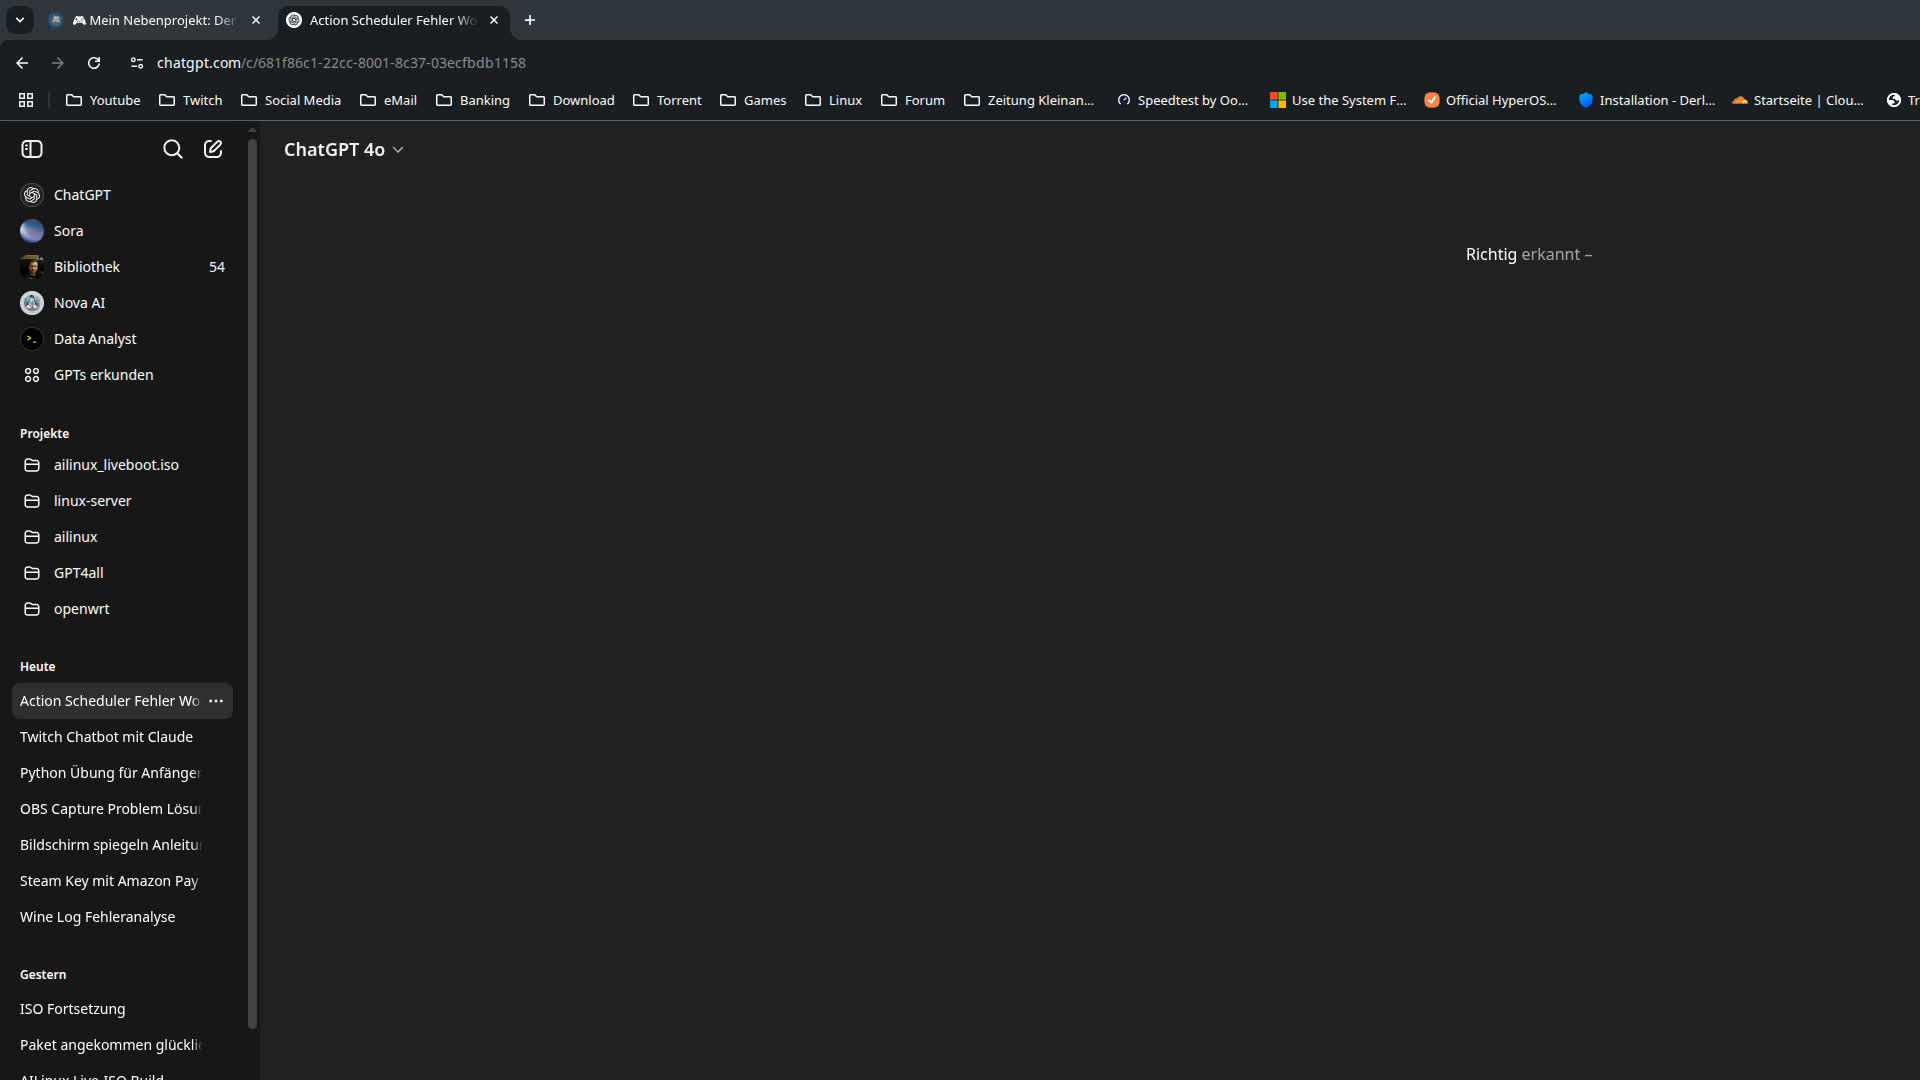 Mein Nebenprojekt: Der
Action Scheduler Fehler Wo
chatgpt.com/c/681f86c1-22cc-8001-8c37-03ecfbdb1158
Youtube
Twitch
Social Media
eMail
Banking
Download
Torrent
Games
Linux
Forum
Zeitung Kleinan...
Speedtest by Oo...
Use the System F...
Official HyperOS...
Installation - Derl...
Startseite | Clou...
Tr
ChatGPT 4o
ChatGPT
Sora
Bibliothek 54
Nova AI
Data Analyst
GPTs erkunden
Richtig erkannt –
Projekte
ailinux_liveboot.iso
linux-server
ailinux
GPT4all
openwrt
Heute
Action Scheduler Fehler Wo
Twitch Chatbot mit Claude
Python Übung für Anfänger
OBS Capture Problem Lösu
Bildschirm spiegeln Anleitu
Steam Key mit Amazon Pay
Wine Log Fehleranalyse
Gestern
ISO Fortsetzung
Paket angekommen glückli
AILinux Live-ISO Build